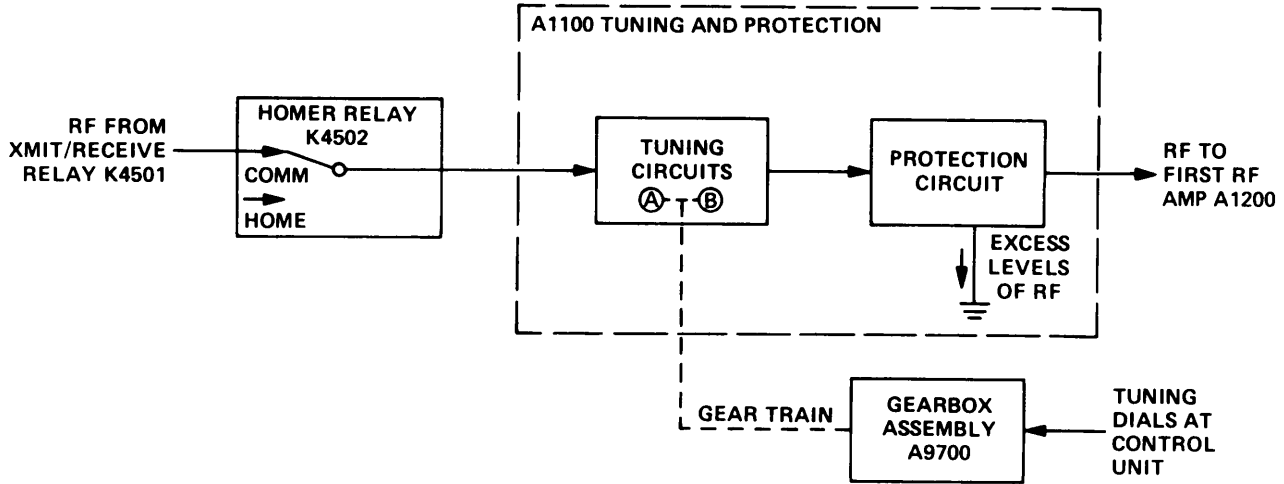 A1100 TUNING AND PROTECTION
RF FROM
XMIT/RECEIVE
RELAY K4501
HOMER RELAY
K4502
COMM
HOME
TUNING
CIRCUITS
A B
PROTECTION
CIRCUIT
RF TO
FIRST RF
AMP A1200
EXCESS
LEVELS
OF RF
GEAR TRAIN
GEARBOX
ASSEMBLY
A9700
TUNING
DIALS AT
CONTROL
UNIT